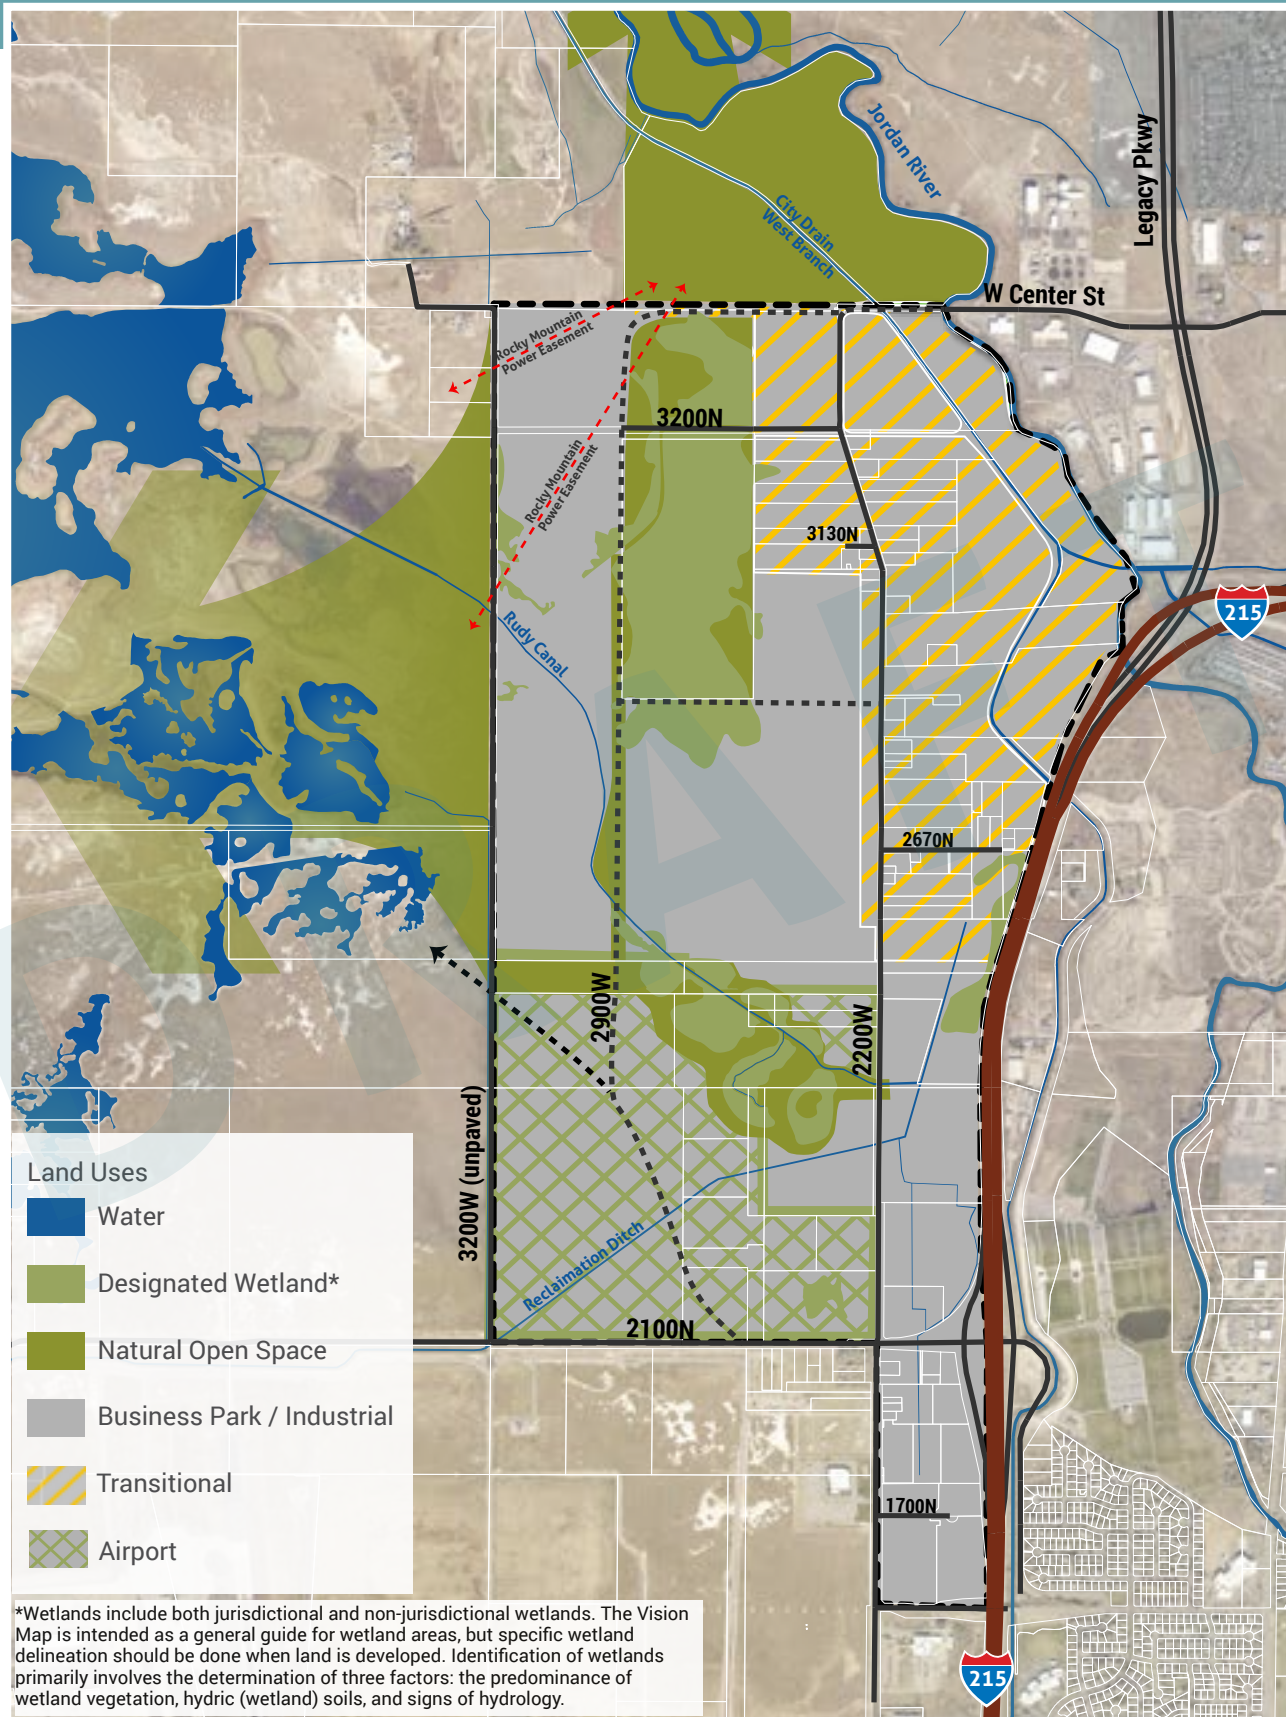 Jordan River
Legacy Pkwy
City Drain
West Branch
W Center St
Rocky Mountain
Power Easement
3200N
Rocky Mountain
Power Easement
3130N
215
Rudy Canal
2670N
2900W
2200W
3200W (unpaved)
Reclaimation Ditch
2100N
1700N
215
Land Uses
Water
Designated Wetland*
Natural Open Space
Business Park / Industrial
Transitional
Airport
*Wetlands include both jurisdictional and non-jurisdictional wetlands. The Vision
Map is intended as a general guide for wetland areas, but specific wetland
delineation should be done when land is developed. Identification of wetlands
primarily involves the determination of three factors: the predominance of
wetland vegetation, hydric (wetland) soils, and signs of hydrology.
DRAFT